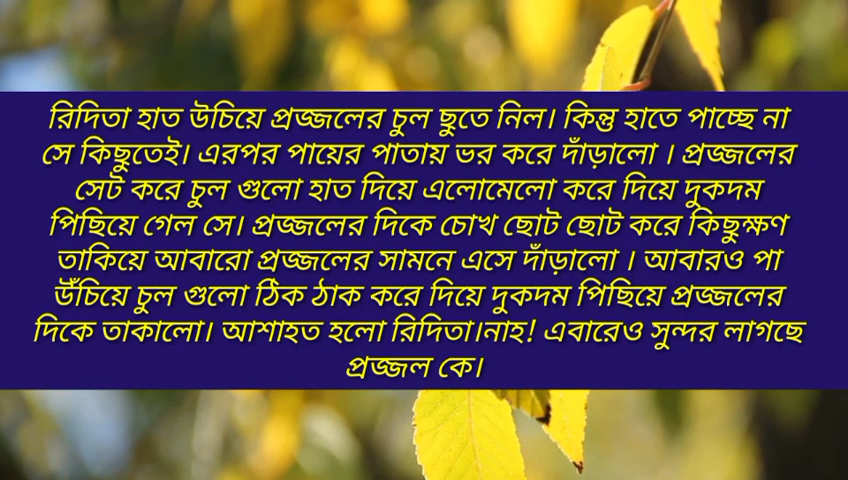 রিদিতা হাত উচিয়ে প্রজ্জলের চুল ছুতে নিল। কিন্তু হাতে পাচ্ছে না
সে কিছুতেই। এরপর পায়ের পাতায় ভর করে দাঁড়ালো । প্রজ্জলের
সেট করে চুল গুলো হাত দিয়ে এলোমেলো করে দিয়ে দুকদম
পিছিয়ে গেল সে। প্রজ্জলের দিকে চোখ ছোট ছোট করে কিছুক্ষণ
তাকিয়ে আবারো প্রজ্জলের সামনে এসে দাঁড়ালো । আবারও পা
উঁচিয়ে চুল গুলো ঠিক ঠাক করে দিয়ে দুকদম পিছিয়ে প্রজ্জলের
দিকে তাকালো। আশাহত হলো রিদিতা।নাহ! এবারেও সুন্দর লাগছে
প্রজ্জল কে।